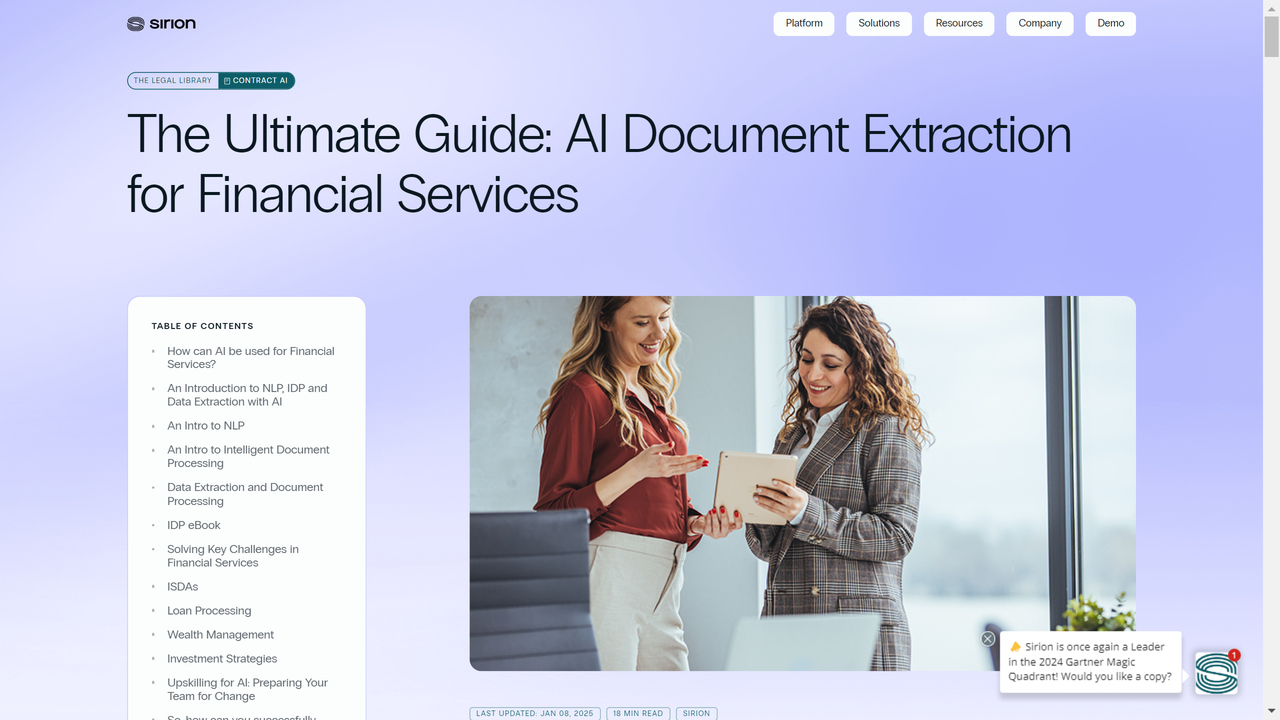 sirion
Platform
Solutions
Resources
Company
Demo
THE LEGAL LIBRARY
CONTRACT AI
The Ultimate Guide: AI Document Extraction
for Financial Services
TABLE OF CONTENTS
How can AI be used for Financial
Services?
An Introduction to NLP, IDP and
Data Extraction with AI
An Intro to NLP
An Intro to Intelligent Document
Processing
Data Extraction and Document
Processing
IDP eBook
Solving Key Challenges in
Financial Services
ISDAs
Loan Processing
Wealth Management
Investment Strategies
Upskilling for AI: Preparing Your
Team for Change
So, how can you successfully
LAST UPDATED: JAN 08, 2025
18 MIN READ
SIRION
Sirion is once again a Leader
in the 2024 Gartner Magic
Quadrant! Would you like a copy?
1